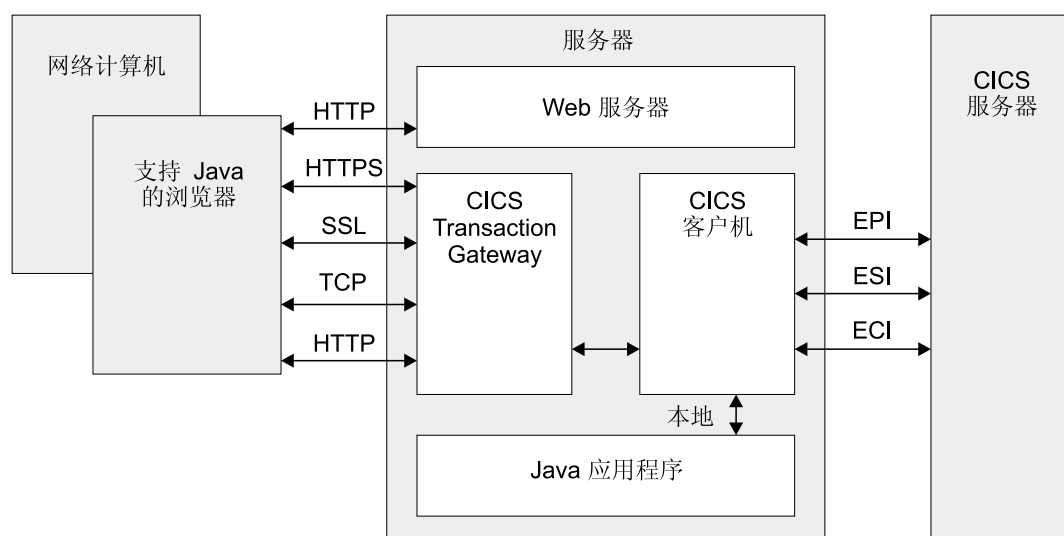 网络计算机
支持 Java
的浏览器
HTTP
HTTPS
SSL
TCP
HTTP
服务器
Web 服务器
CICS
Transaction
Gateway
CICS
客户机
本地
Java 应用程序
EPI
ESI
ECI
CICS
服务器